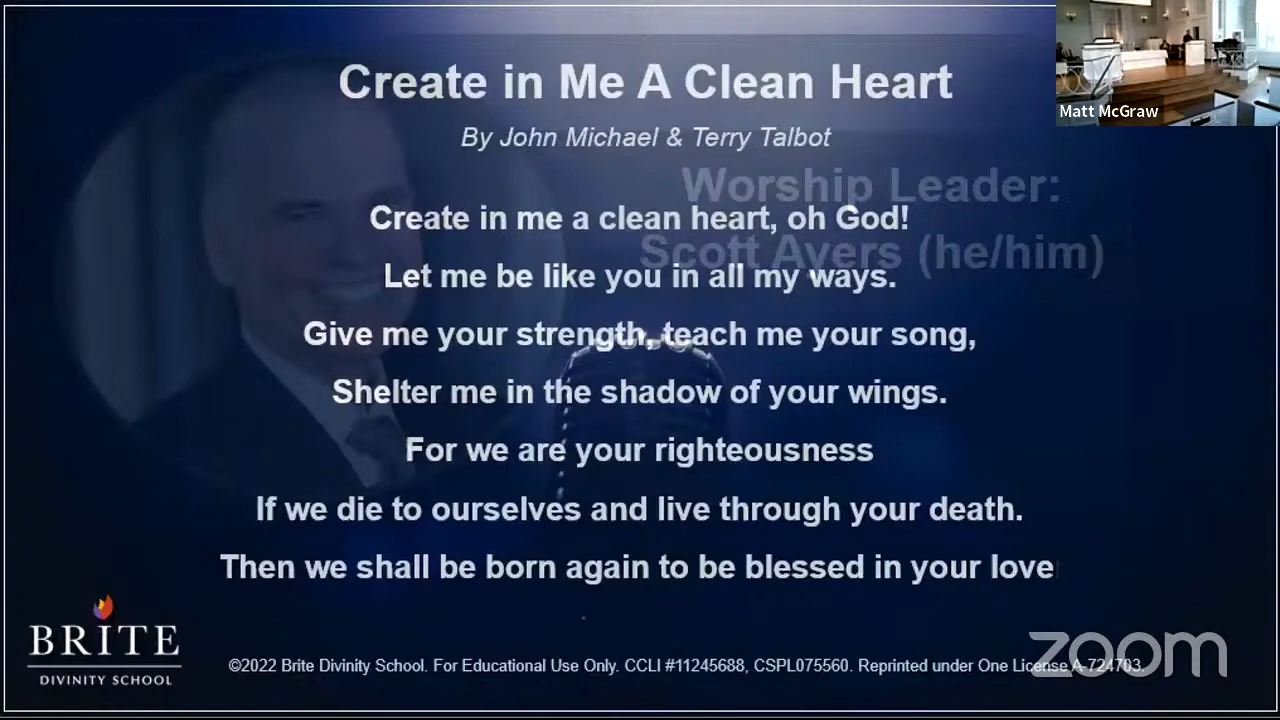 Create in Me A Clean Heart
By John Michael & Terry Talbot
Matt McGraw
Worship Leader:
Scott Ayers (he/him)
Create in me a clean heart, oh God!
Let me be like you in all my ways.
Give me your strength, teach me your song,
Shelter me in the shadow of your wings.
For we are your righteousness
If we die to ourselves and live through your death.
Then we shall be born again to be blessed in your love
BRITE
DIVINITY SCHOOL
©2022 Brite Divinity School. For Educational Use Only. CCLI #11245688, CSPL075560. Reprinted under One License A-724703.
zoom